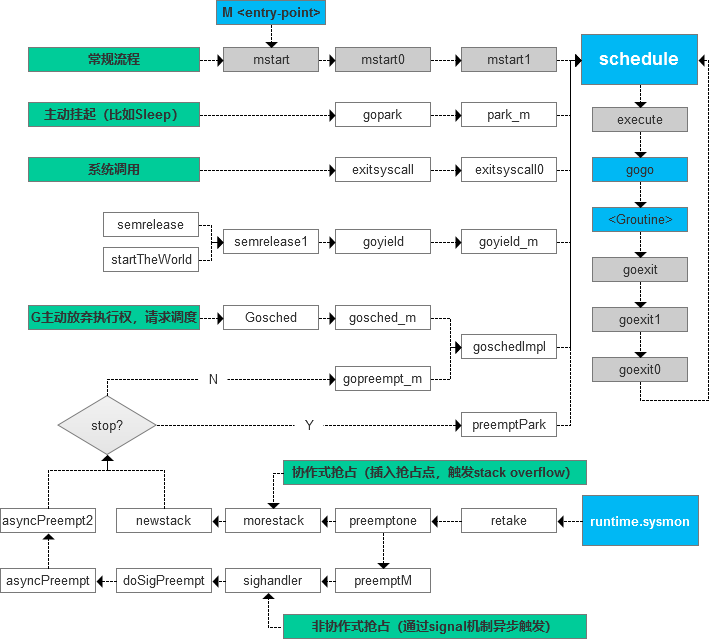 M <entry-point>
常规流程
mstart
mstart0
mstart1
schedule
主动挂起（比如Sleep）
gopark
park_m
execute
系统调用
exitsyscall
exitsyscall0
gogo
semrelease
startTheWorld
semrelease1
goyield
goyield_m
<Groutine>
goexit
G主动放弃执行权，请求调度
Gosched
gosched_m
goschedImpl
goexit1
N
gopreempt_m
goexit0
stop?
Y
preemptPark
协作式抢占（插入抢占点，触发stack overflow）
asyncPreempt2
newstack
morestack
preemptone
retake
runtime.sysmon
asyncPreempt
doSigPreempt
sighandler
preemptM
非协作式抢占（通过signal机制异步触发）